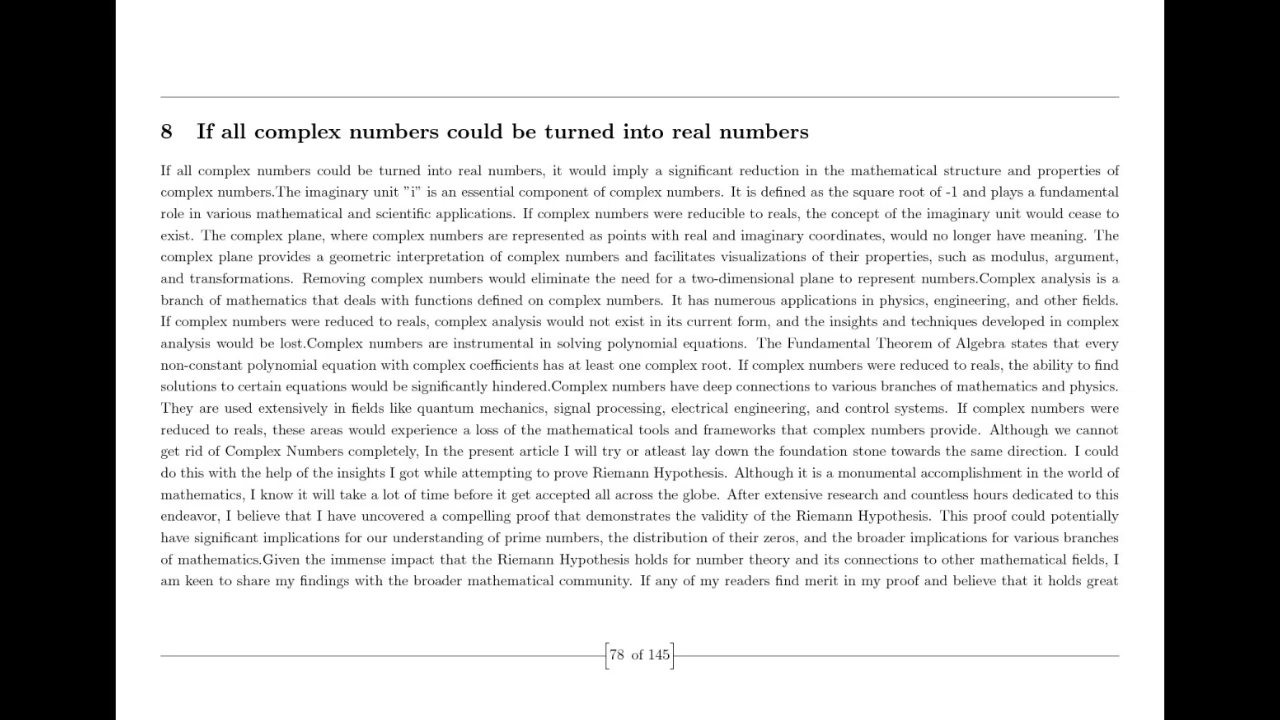 8 If all complex numbers could be turned into real numbers
If all complex numbers could be turned into real numbers, it would imply a significant reduction in the mathematical structure and properties of
complex numbers.The imaginary unit "i" is an essential component of complex numbers. It is defined as the square root of -1 and plays a fundamental
role in various mathematical and scientific applications. If complex numbers were reducible to reals, the concept of the imaginary unit would cease to
exist. The complex plane, where complex numbers are represented as points with real and imaginary coordinates, would no longer have meaning. The
complex plane provides a geometric interpretation of complex numbers and facilitates visualizations of their properties, such as modulus, argument,
and transformations. Removing complex numbers would eliminate the need for a two-dimensional plane to represent numbers.Complex analysis is a
branch of mathematics that deals with functions defined on complex numbers. It has numerous applications in physics, engineering, and other fields.
If complex numbers were reduced to reals, complex analysis would not exist in its current form, and the insights and techniques developed in complex
analysis would be lost.Complex numbers are instrumental in solving polynomial equations. The Fundamental Theorem of Algebra states that every
non-constant polynomial equation with complex coefficients has at least one complex root. If complex numbers were reduced to reals, the ability to find
solutions to certain equations would be significantly hindered.Complex numbers have deep connections to various branches of mathematics and physics.
They are used extensively in fields like quantum mechanics, signal processing, electrical engineering, and control systems. If complex numbers were
reduced to reals, these areas would experience a loss of the mathematical tools and frameworks that complex numbers provide. Although we cannot
get rid of Complex Numbers completely, In the present article I will try or atleast lay down the foundation stone towards the same direction. I could
do this with the help of the insights I got while attempting to prove Riemann Hypothesis. Although it is a monumental accomplishment in the world of
mathematics, I know it will take a lot of time before it get accepted all across the globe. After extensive research and countless hours dedicated to this
endeavor, I believe that I have uncovered a compelling proof that demonstrates the validity of the Riemann Hypothesis. This proof could potentially
have significant implications for our understanding of prime numbers, the distribution of their zeros, and the broader implications for various branches
of mathematics.Given the immense impact that the Riemann Hypothesis holds for number theory and its connections to other mathematical fields, I
am keen to share my findings with the broader mathematical community. If any of my readers find merit in my proof and believe that it holds great
78 of 145